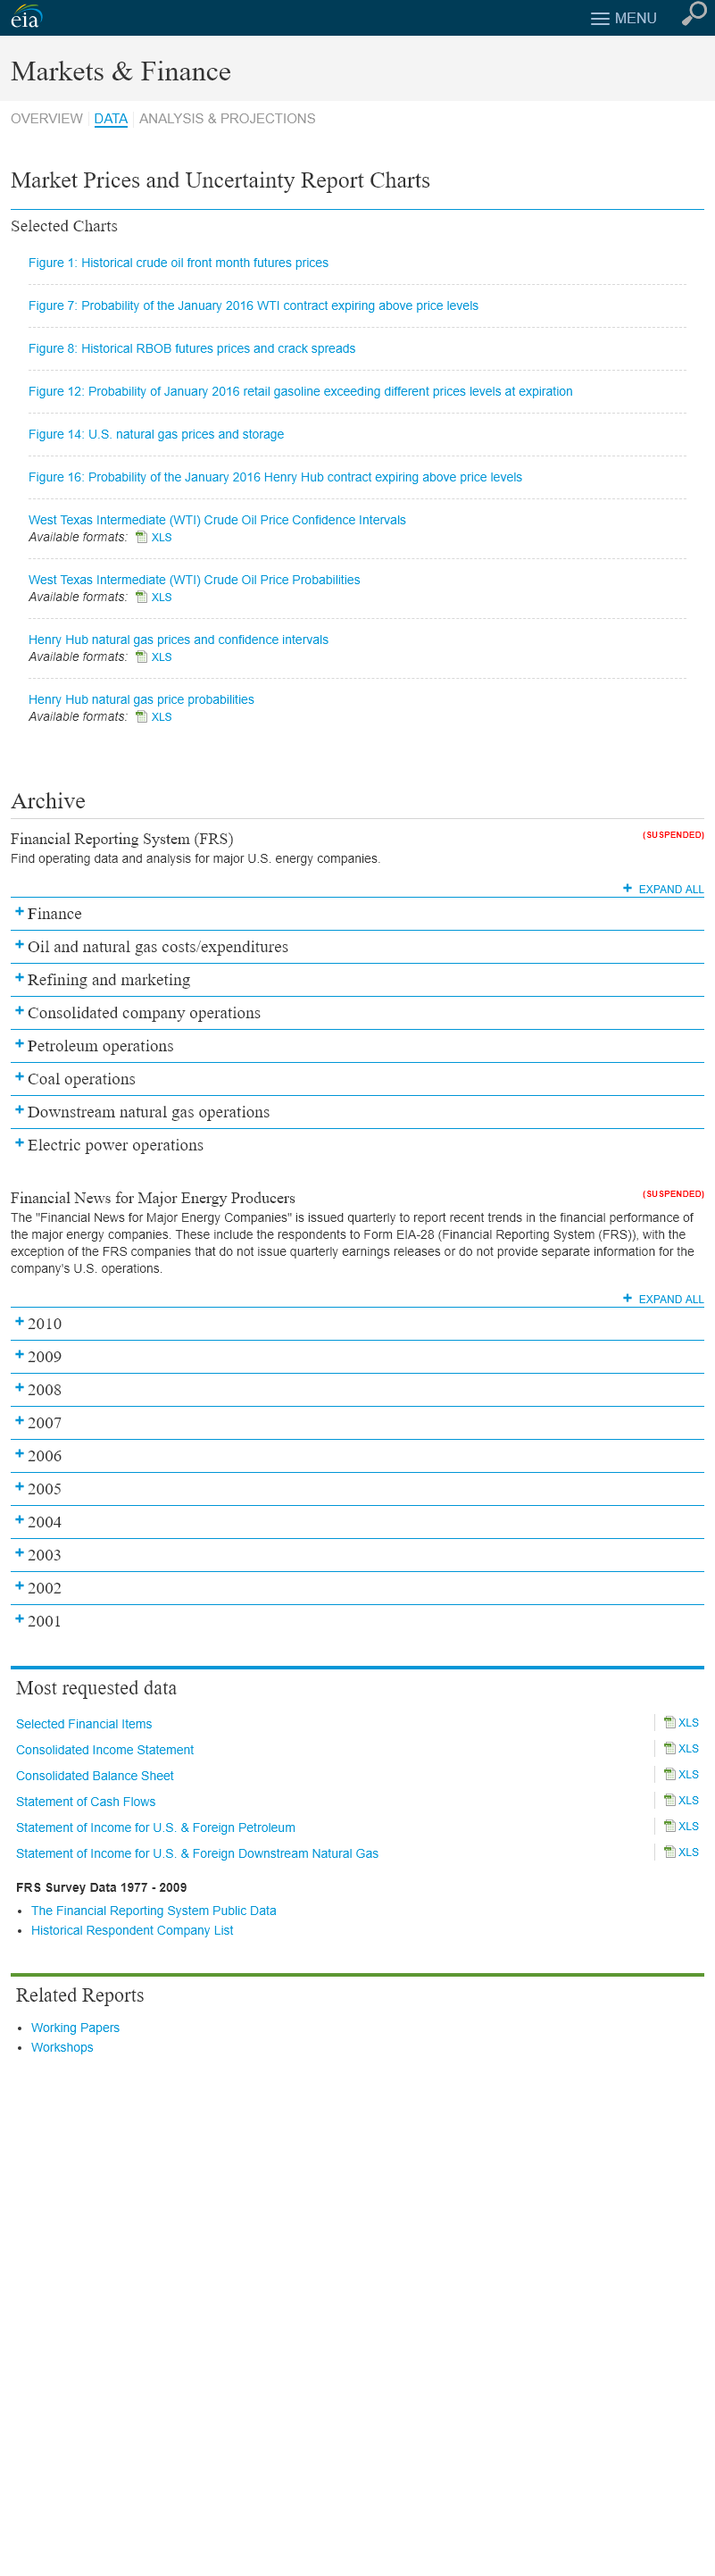 eia
MENU
Markets & Finance
OVERVIEW DATA ANALYSIS & PROJECTIONS
Market Prices and Uncertainty Report Charts
Selected Charts
Figure 1: Historical crude oil front month futures prices
Figure 7: Probability of the January 2016 WTI contract expiring above price levels
Figure 8: Historical RBOB futures prices and crack spreads
Figure 12: Probability of January 2016 retail gasoline exceeding different prices levels at expiration
Figure 14: U.S. natural gas prices and storage
Figure 16: Probability of the January 2016 Henry Hub contract expiring above price levels
West Texas Intermediate (WTI) Crude Oil Price Confidence Intervals
Available formats: XLS
West Texas Intermediate (WTI) Crude Oil Price Probabilities
Available formats: XLS
Henry Hub natural gas prices and confidence intervals
Available formats: XLS
Henry Hub natural gas price probabilities
Available formats: XLS
Archive
Financial Reporting System (FRS) (SUSPENDED)
Find operating data and analysis for major U.S. energy companies.
+ EXPAND ALL
+ Finance
+ Oil and natural gas costs/expenditures
+ Refining and marketing
+ Consolidated company operations
+ Petroleum operations
+ Coal operations
+ Downstream natural gas operations
+ Electric power operations
Financial News for Major Energy Producers (SUSPENDED)
The "Financial News for Major Energy Companies" is issued quarterly to report recent trends in the financial performance of
the major energy companies. These include the respondents to Form EIA-28 (Financial Reporting System (FRS)), with the
exception of the FRS companies that do not issue quarterly earnings releases or do not provide separate information for the
company's U.S. operations.
+ EXPAND ALL
+ 2010
+ 2009
+ 2008
+ 2007
+ 2006
+ 2005
+ 2004
+ 2003
+ 2002
+ 2001
Most requested data
Selected Financial Items XLS
Consolidated Income Statement XLS
Consolidated Balance Sheet XLS
Statement of Cash Flows XLS
Statement of Income for U.S. & Foreign Petroleum XLS
Statement of Income for U.S. & Foreign Downstream Natural Gas XLS
FRS Survey Data 1977 - 2009
• The Financial Reporting System Public Data
• Historical Respondent Company List
Related Reports
• Working Papers
• Workshops